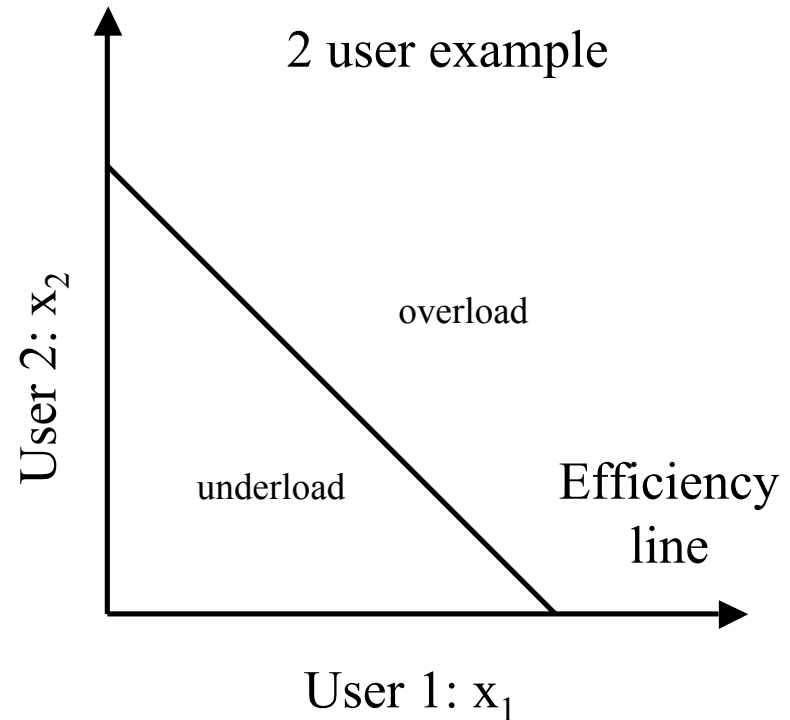 2 user example
User 2: x₂
overload
underload
Efficiency
line
User 1: x₁